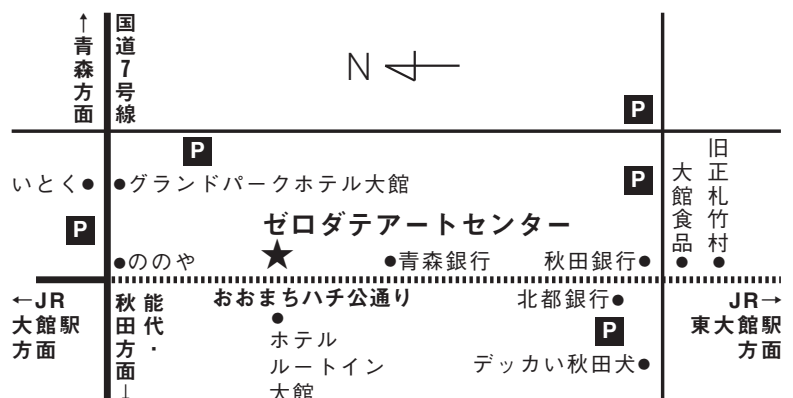 ↑青森方面
国道7号線
N
P
P
いとく●
●グランドパークホテル大館
P
P
ゼロダテアートセンター
★
●ののや
●青森銀行
秋田銀行●
大館食品●
旧正札竹村●
←JR
大館駅
方面
能代・
秋田方面↓
おおまちハチ公通り
●
ホテル
ルートイン
大館
北都銀行●
P
デッカい秋田犬●
JR→
東大館駅
方面